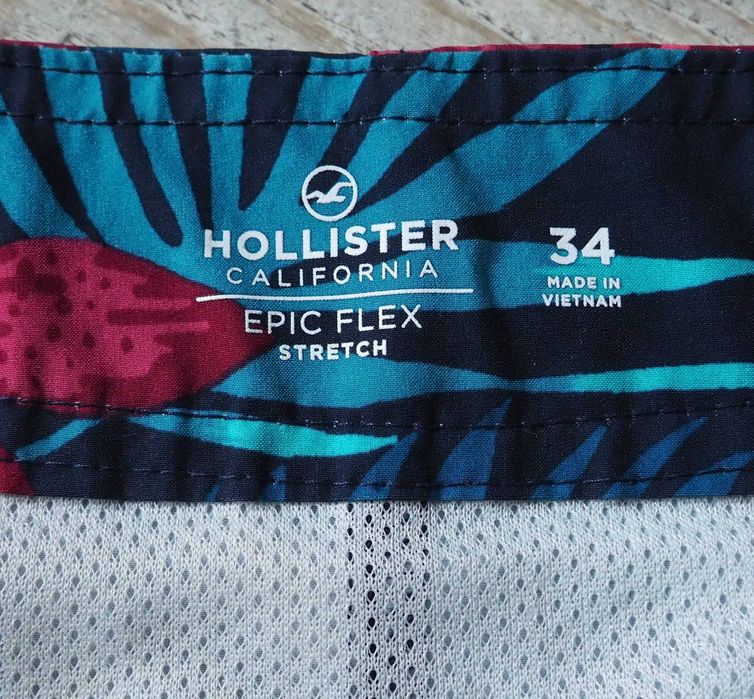 HOLLISTER
CALIFORNIA
EPIC FLEX
STRETCH
34
MADE IN
VIETNAM